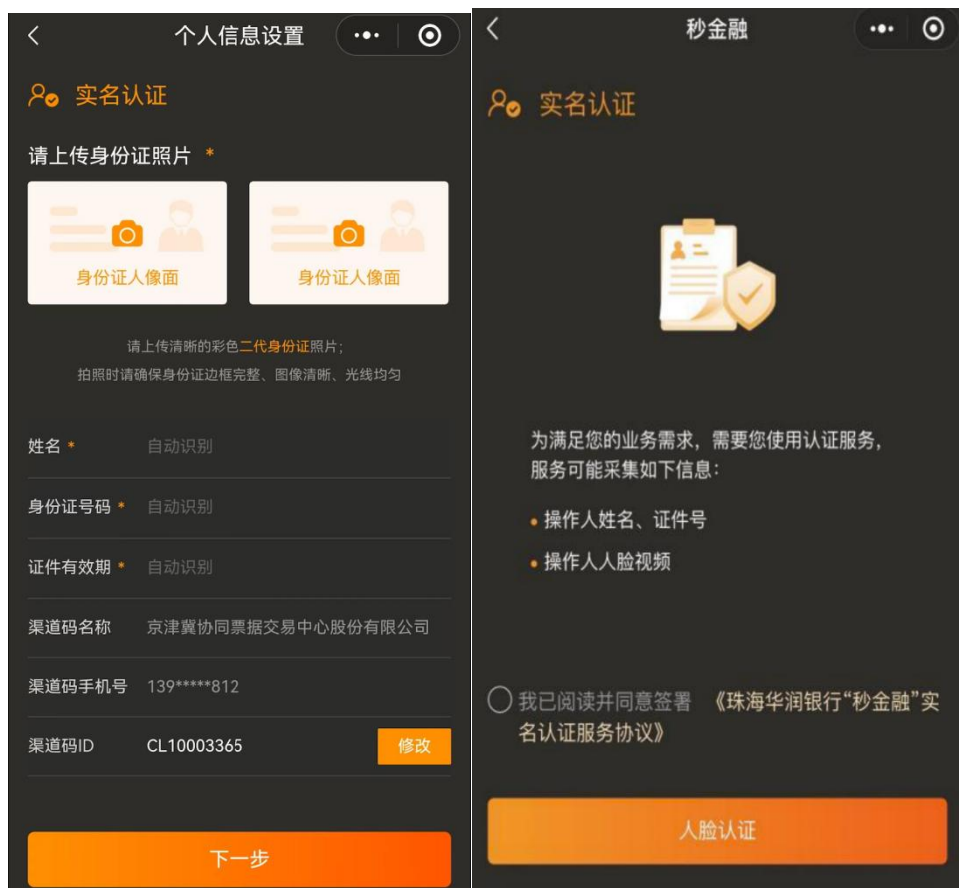 个人信息设置
实名认证
请上传身份证照片 *
身份证人像面
身份证人像面
请上传清晰的彩色二代身份证照片；
拍照时请确保身份证边框完整、图像清晰、光线均匀
姓名 * 自动识别
身份证号码 * 自动识别
证件有效期 * 自动识别
渠道码名称 京津冀协同票据交易中心股份有限公司
渠道码手机号 139*****812
渠道码ID CL10003365 修改
下一步
秒金融
实名认证
为满足您的业务需求，需要您使用认证服务，
服务可能采集如下信息：
• 操作人姓名、证件号
• 操作人人脸视频
我已阅读并同意签署 《珠海华润银行“秒金融”实
名认证服务协议》
人脸认证